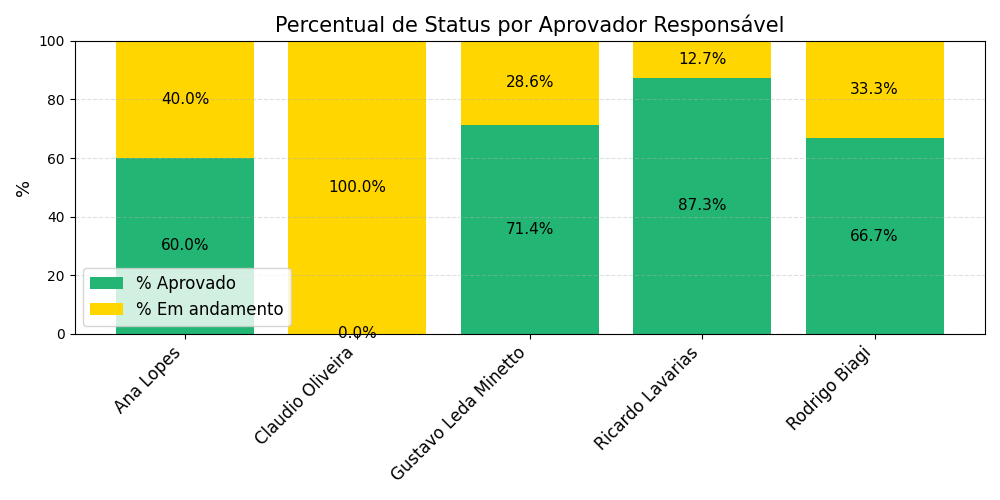 Percentual de Status por Aprovador Responsável
%
100
80
60
40
20
0
40.0%
60.0%
100.0%
0.0%
28.6%
71.4%
12.7%
87.3%
33.3%
66.7%
% Aprovado
% Em andamento
Ana Lopes
Claudio Oliveira
Gustavo Leda Minetto
Ricardo Lavarias
Rodrigo Biagi